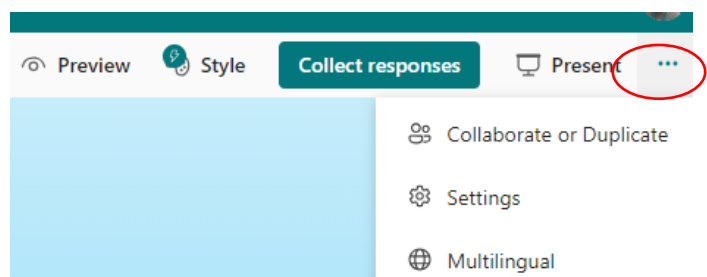 Preview Style Collect responses Present ...
Collaborate or Duplicate
Settings
Multilingual